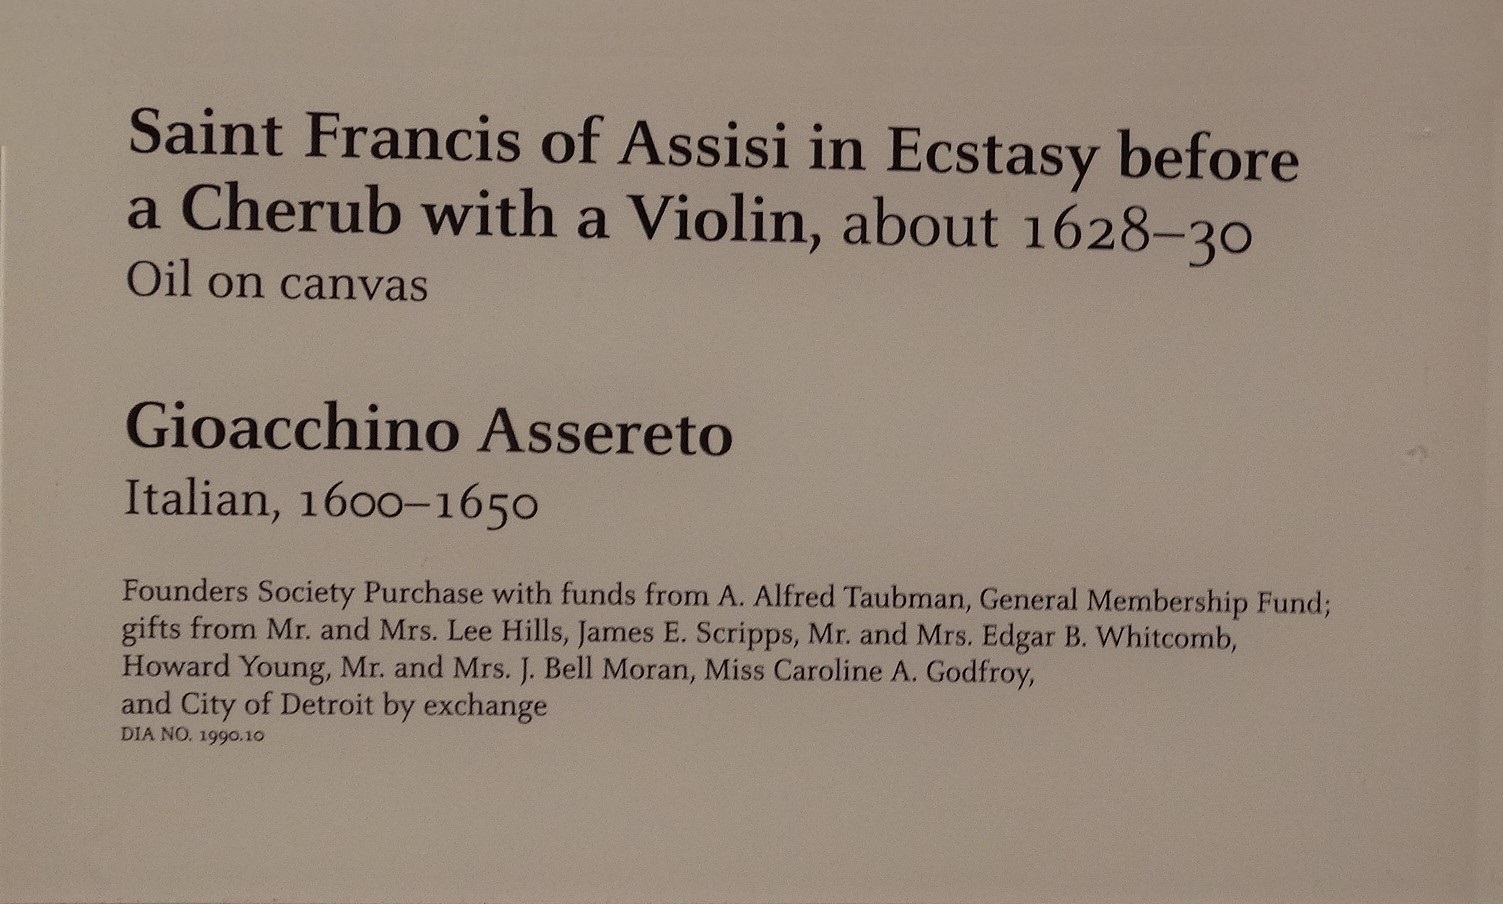 Saint Francis of Assisi in Ecstasy before
a Cherub with a Violin, about 1628–30
Oil on canvas
Gioacchino Assereto
Italian, 1600–1650
Founders Society Purchase with funds from A. Alfred Taubman, General Membership Fund;
gifts from Mr. and Mrs. Lee Hills, James E. Scripps, Mr. and Mrs. Edgar B. Whitcomb,
Howard Young, Mr. and Mrs. J. Bell Moran, Miss Caroline A. Godfroy,
and City of Detroit by exchange
DIA NO. 1990.10